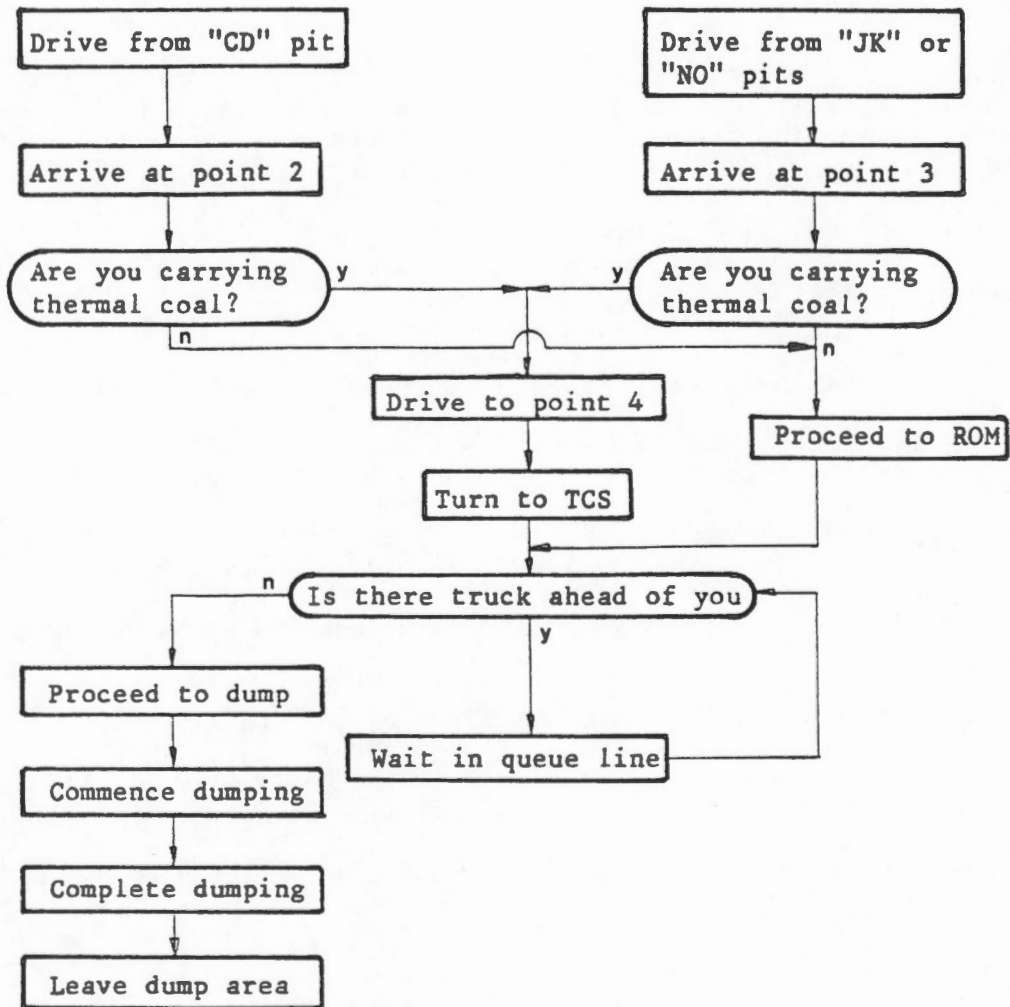 Drive from "CD" pit
Drive from "JK" or
"NO" pits
Arrive at point 2
Arrive at point 3
Are you carrying
thermal coal?
y
y
Are you carrying
thermal coal?
n
n
Drive to point 4
Proceed to ROM
Turn to TCS
n
Is there truck ahead of you
y
Proceed to dump
Wait in queue line
Commence dumping
Complete dumping
Leave dump area